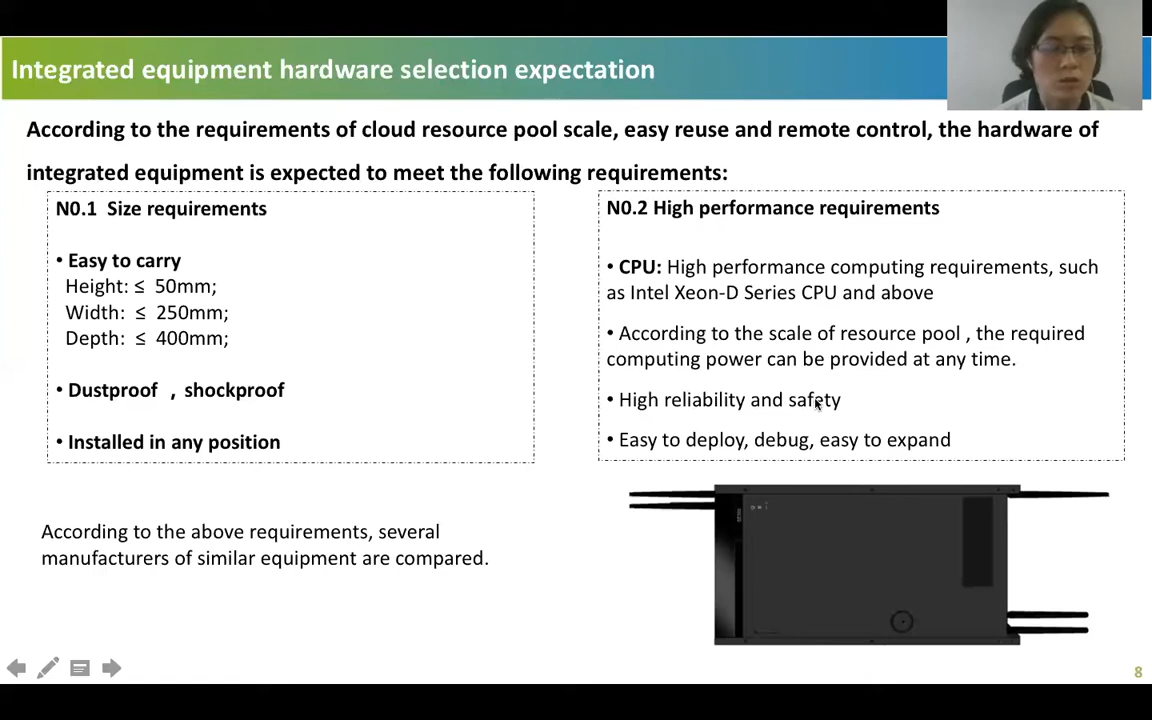 Integrated equipment hardware selection expectation
According to the requirements of cloud resource pool scale, easy reuse and remote control, the hardware of
integrated equipment is expected to meet the following requirements:
N0.1 Size requirements
• Easy to carry
Height: ≤ 50mm;
Width: ≤ 250mm;
Depth: ≤ 400mm;
• Dustproof , shockproof
• Installed in any position
N0.2 High performance requirements
• CPU: High performance computing requirements, such
as Intel Xeon-D Series CPU and above
• According to the scale of resource pool , the required
computing power can be provided at any time.
• High reliability and safety
• Easy to deploy, debug, easy to expand
According to the above requirements, several
manufacturers of similar equipment are compared.
8